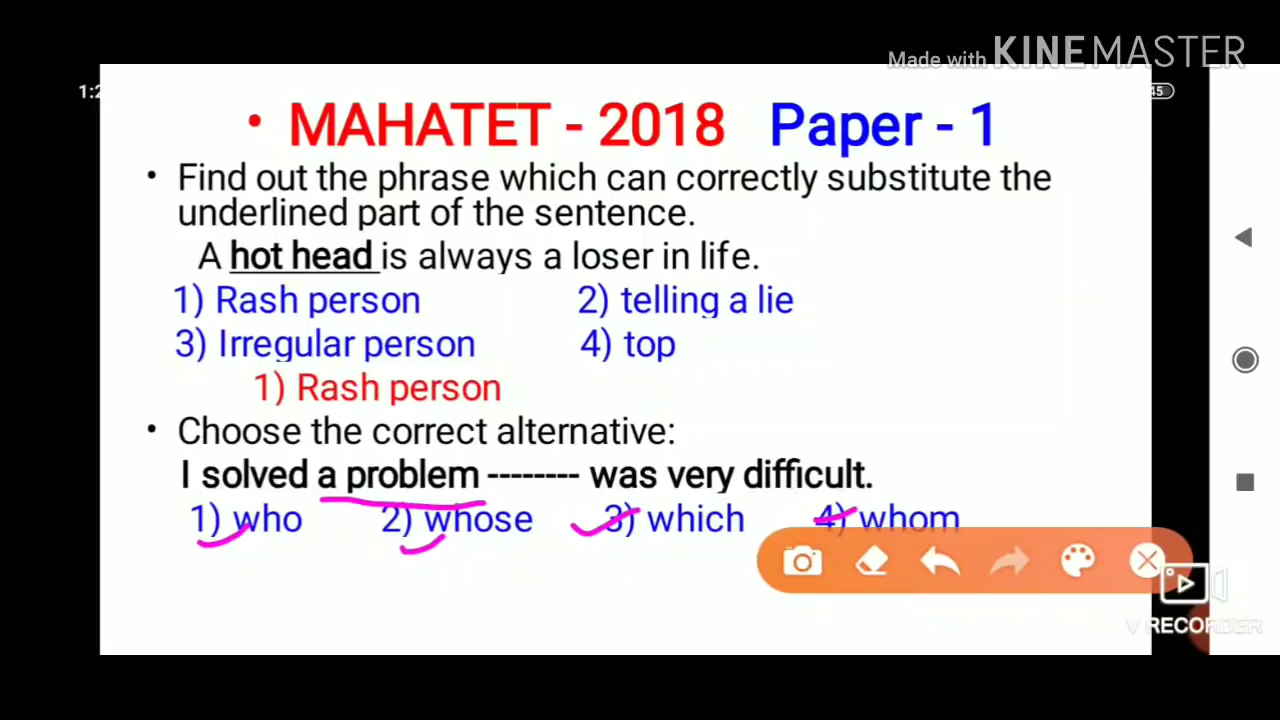 Made with KINEMASTER
1:2
45
• MAHATET - 2018 Paper - 1
• Find out the phrase which can correctly substitute the
underlined part of the sentence.
A hot head is always a loser in life.
1) Rash person 2) telling a lie
3) Irregular person 4) top
1) Rash person
• Choose the correct alternative:
I solved a problem -------- was very difficult.
1) who 2) whose 3) which 4) whom
V RECORDER